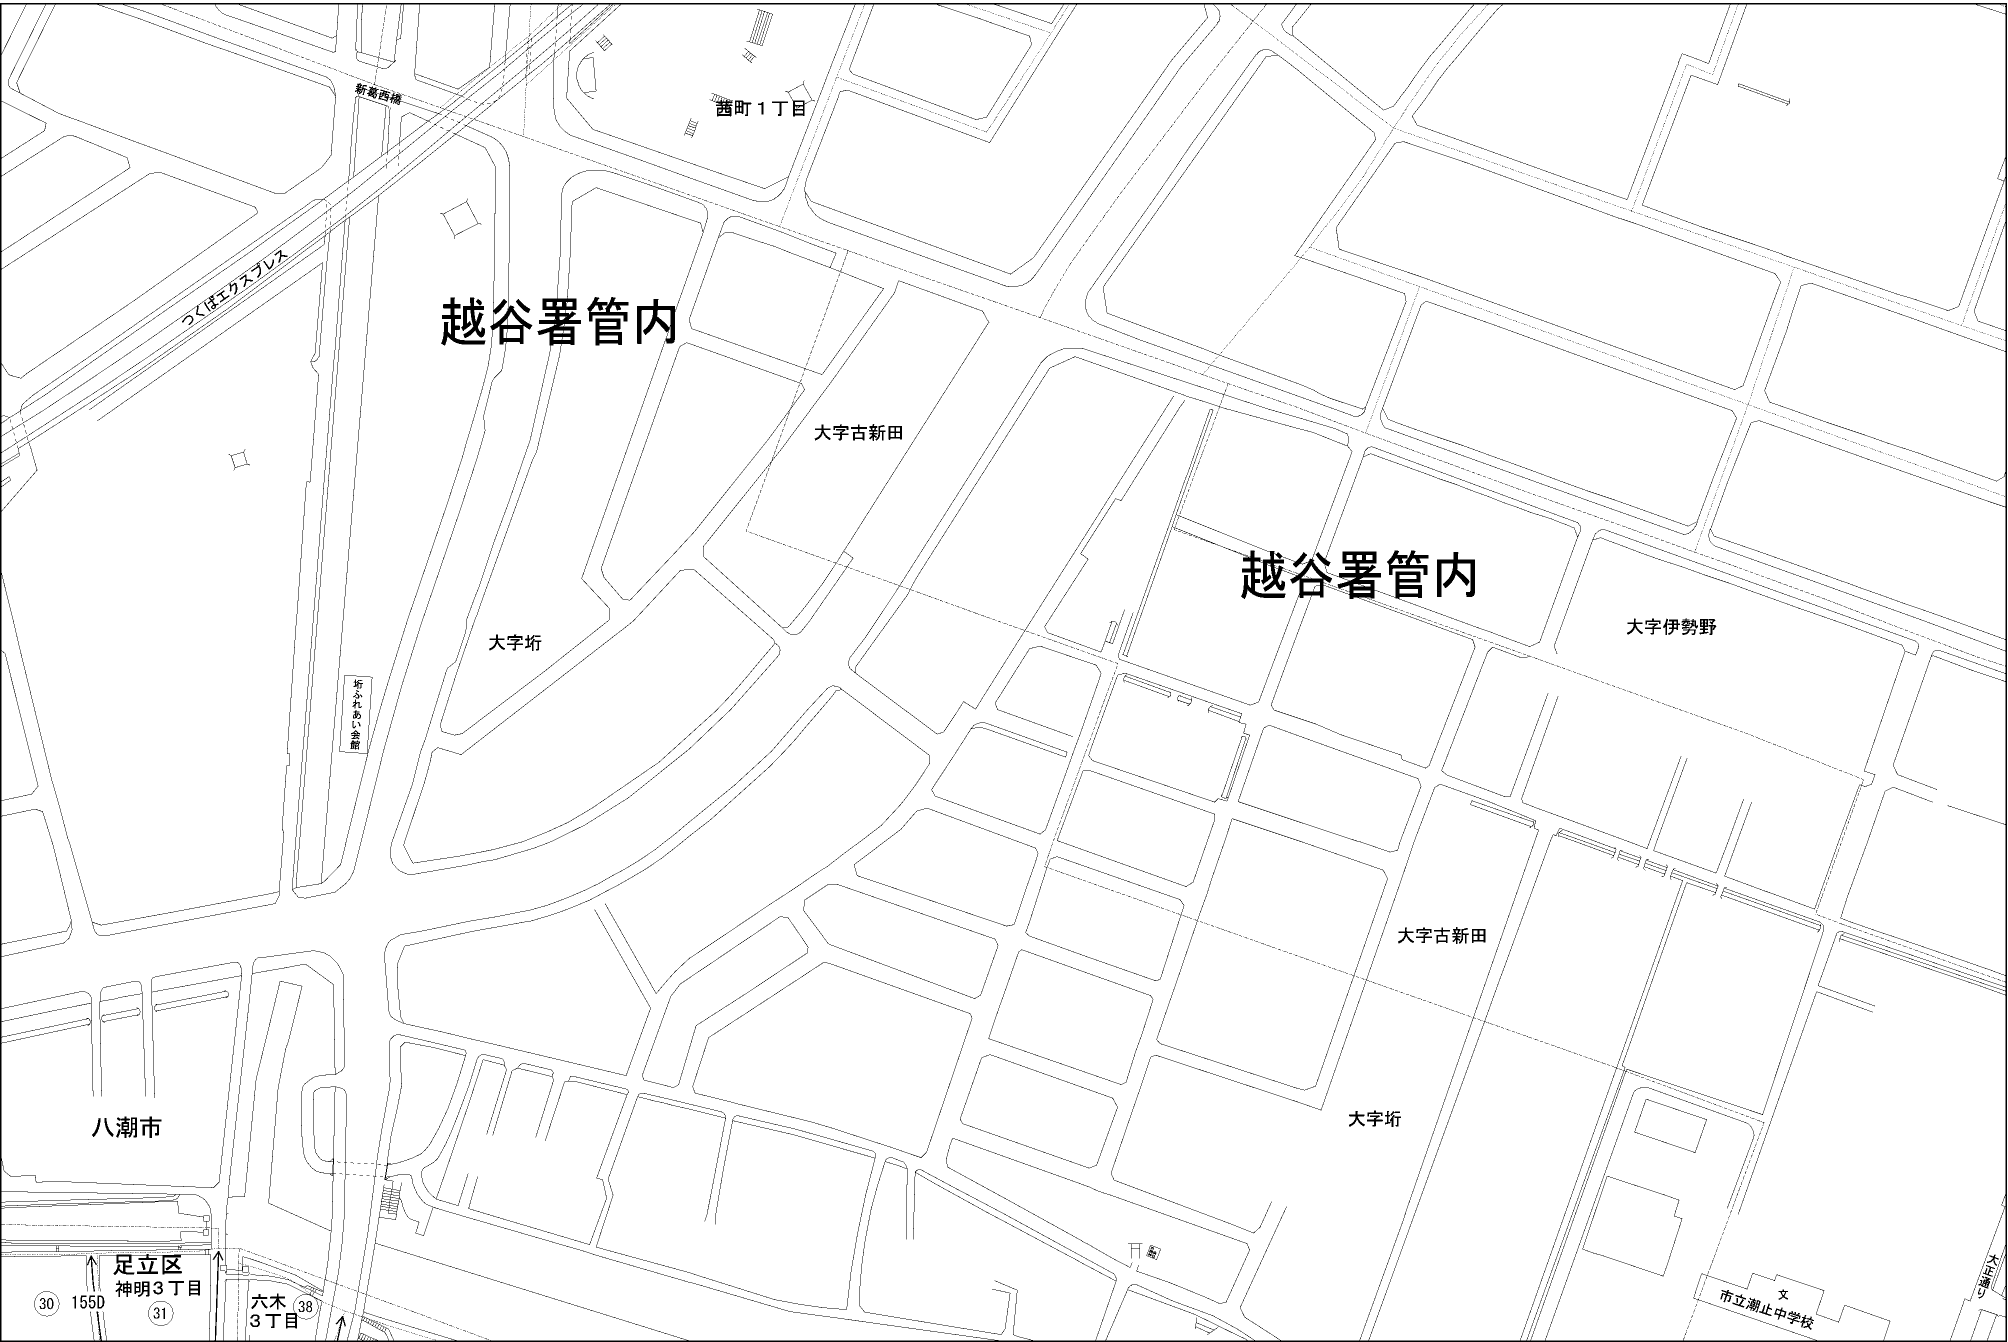 新葛西橋
茜町１丁目
つくばエクスプレス
越谷署管内
大字古新田
越谷署管内
大字伊勢野
大字垳
垳ふれあい会館
大字古新田
大字垳
八潮市
足立区
神明３丁目
30
155D
31
六木
３丁目
38
大正通り
文
市立潮止中学校